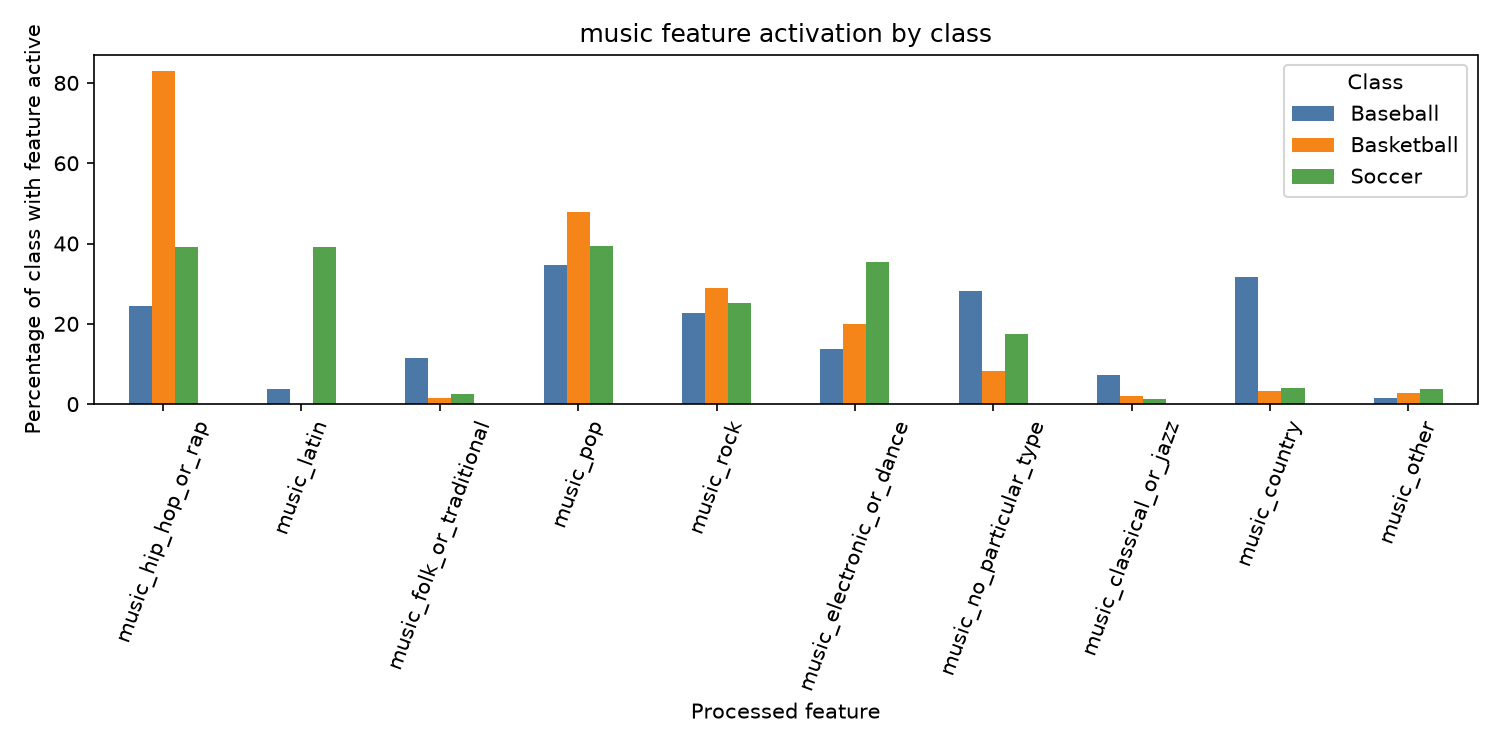 music feature activation by class
Percentage of class with feature active
80
60
40
20
0
Class
Baseball
Basketball
Soccer
music_hip_hop_or_rap
music_latin
music_folk_or_traditional
music_pop
music_rock
music_electronic_or_dance
music_no_particular_type
music_classical_or_jazz
music_country
music_other
Processed feature